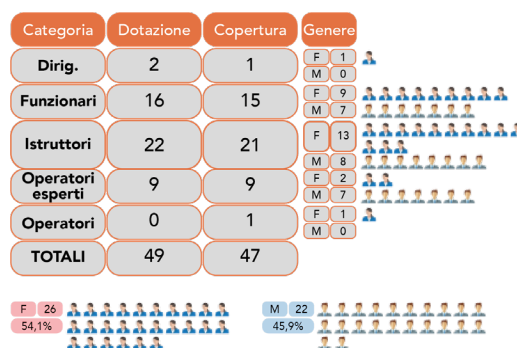 Categoria Dotazione Copertura Genere
Dirig. 2 1 F 1
M 0
Funzionari 16 15 F 9
M 7
Istruttori 22 21 F 13
M 8
Operatori esperti 9 9 F 2
M 7
Operatori 0 1 F 1
M 0
TOTALI 49 47
F 26 M 22
54,1% 45,9%